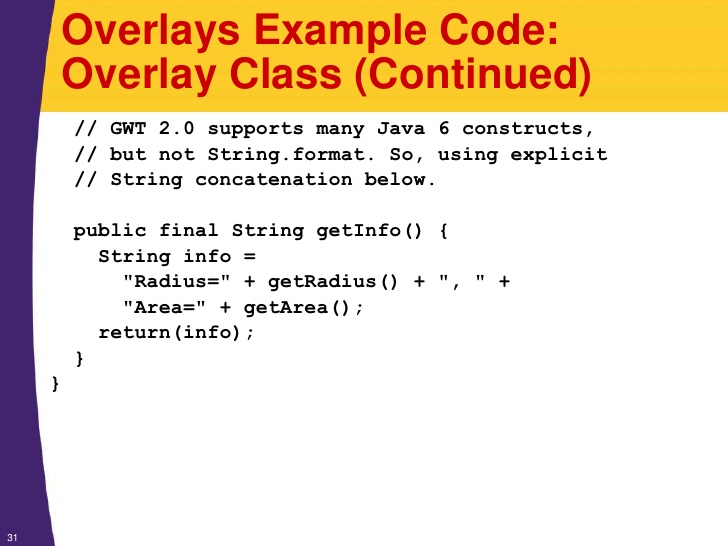 Overlays Example Code:
Overlay Class (Continued)
// GWT 2.0 supports many Java 6 constructs,
// but not String.format. So, using explicit
// String concatenation below.
public final String getInfo() {
String info =
"Radius=" + getRadius() + ", " +
"Area=" + getArea();
return(info);
}
}
31